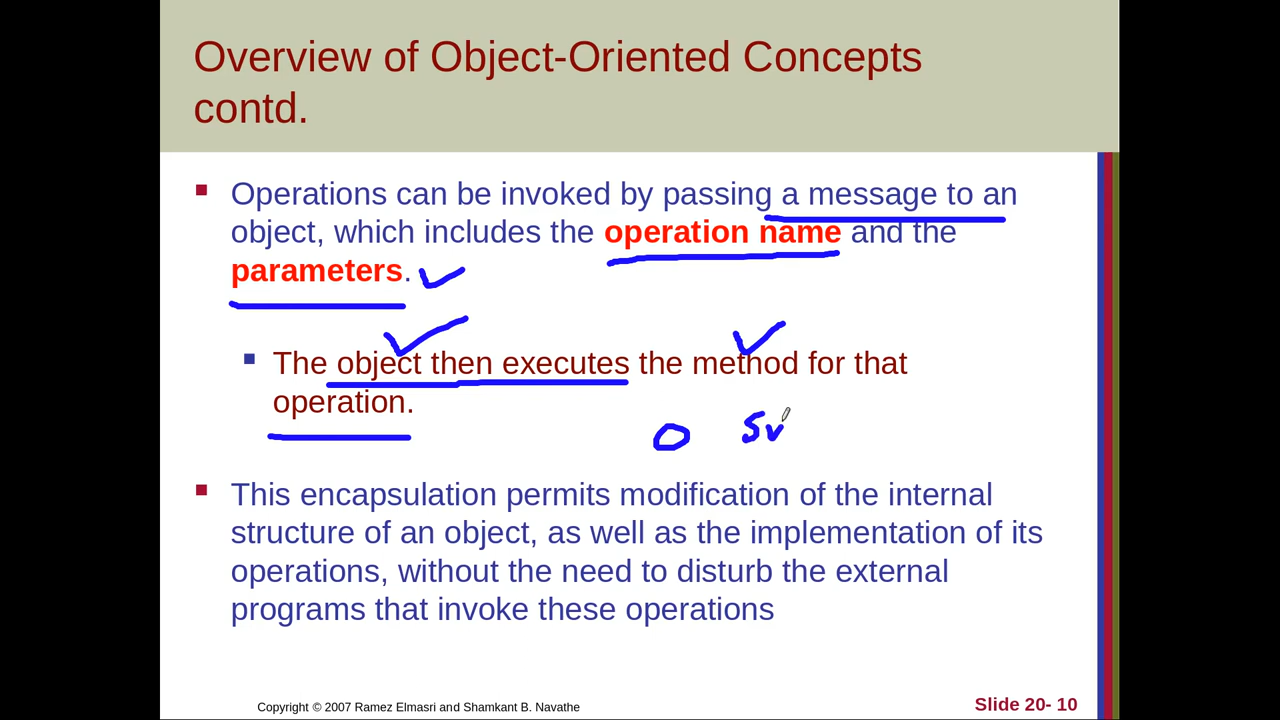 Overview of Object-Oriented Concepts
contd.
Operations can be invoked by passing a message to an
object, which includes the operation name and the
parameters.
The object then executes the method for that
operation.
This encapsulation permits modification of the internal
structure of an object, as well as the implementation of its
operations, without the need to disturb the external
programs that invoke these operations
Copyright © 2007 Ramez Elmasri and Shamkant B. Navathe
Slide 20- 10